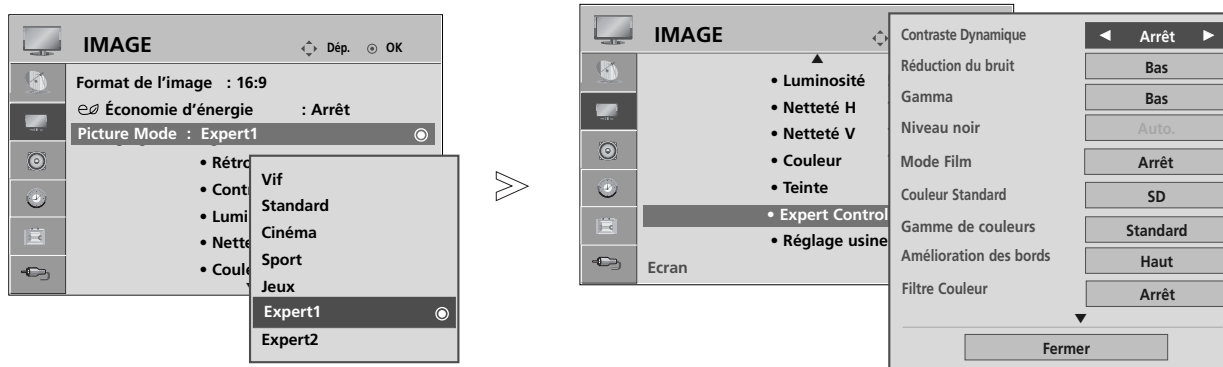 IMAGE
Dép. OK
Format de l'image : 16:9
Économie d'énergie : Arrêt
Picture Mode : Expert1
• Rétro
• Cont
• Lumi
• Nette
• Coule
Vif
Standard
Cinéma
Sport
Jeux
Expert1
Expert2
IMAGE
• Luminosité
• Netteté H
• Netteté V
• Couleur
• Teinte
• Expert Control
• Réglage usine
Ecran
Contraste Dynamique Arrêt
Réduction du bruit Bas
Gamma Bas
Niveau noir Auto.
Mode Film Arrêt
Couleur Standard SD
Gamme de couleurs Standard
Amélioration des bords Haut
Filtre Couleur Arrêt
Fermer